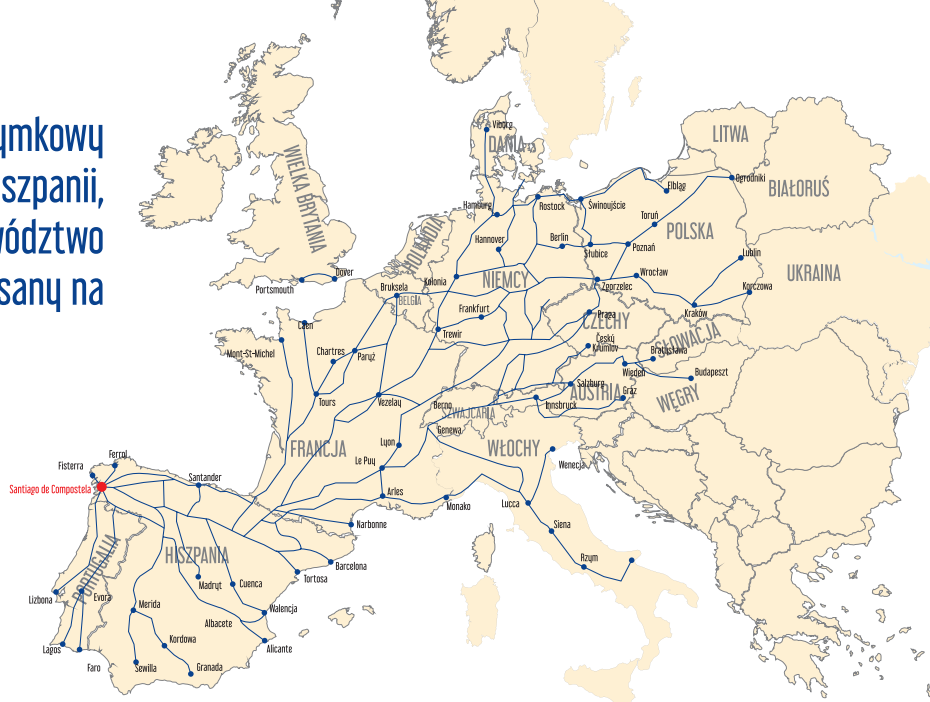 ymkowy
szpanii,
wództwo
sany na
WIELKA BRYTANIA
DANIA
LITWA
BIAŁORUŚ
POLSKA
UKRAINA
HOLANDIA
NIEMCY
BELGIA
CZECHY
SŁOWACJA
AUSTRIA
WĘGRY
SZWAJCARIA
FRANCJA
WŁOCHY
HISZPANIA
PORTUGALIA
Viborg
Hamburg
Rostock
Świnoujście
Elbląg
Ogrodniki
Toruń
Hannover
Berlin
Słubice
Poznań
Lublin
Dover
Portsmouth
Kolonia
Bruksela
Zgorzelec
Wrocław
Korczowa
Kraków
Frankfurt
Praga
Caen
Trewir
Český
Krumlov
Bratysława
Mont-St-Michel
Chartres
Paryż
Wiedeń
Budapeszt
Salzburg
Graz
Tours
Vezelay
Berno
Innsbruck
Genewa
Lyon
Le Puy
Wenecja
Ferrol
Fisterra
Santiago de Compostela
Santander
Arles
Monako
Lucca
Narbonne
Siena
Barcelona
Rzym
Tortosa
Madryt
Cuenca
Lizbona
Evora
Merida
Walencja
Albacete
Kordowa
Alicante
Lagos
Faro
Sewilla
Granada